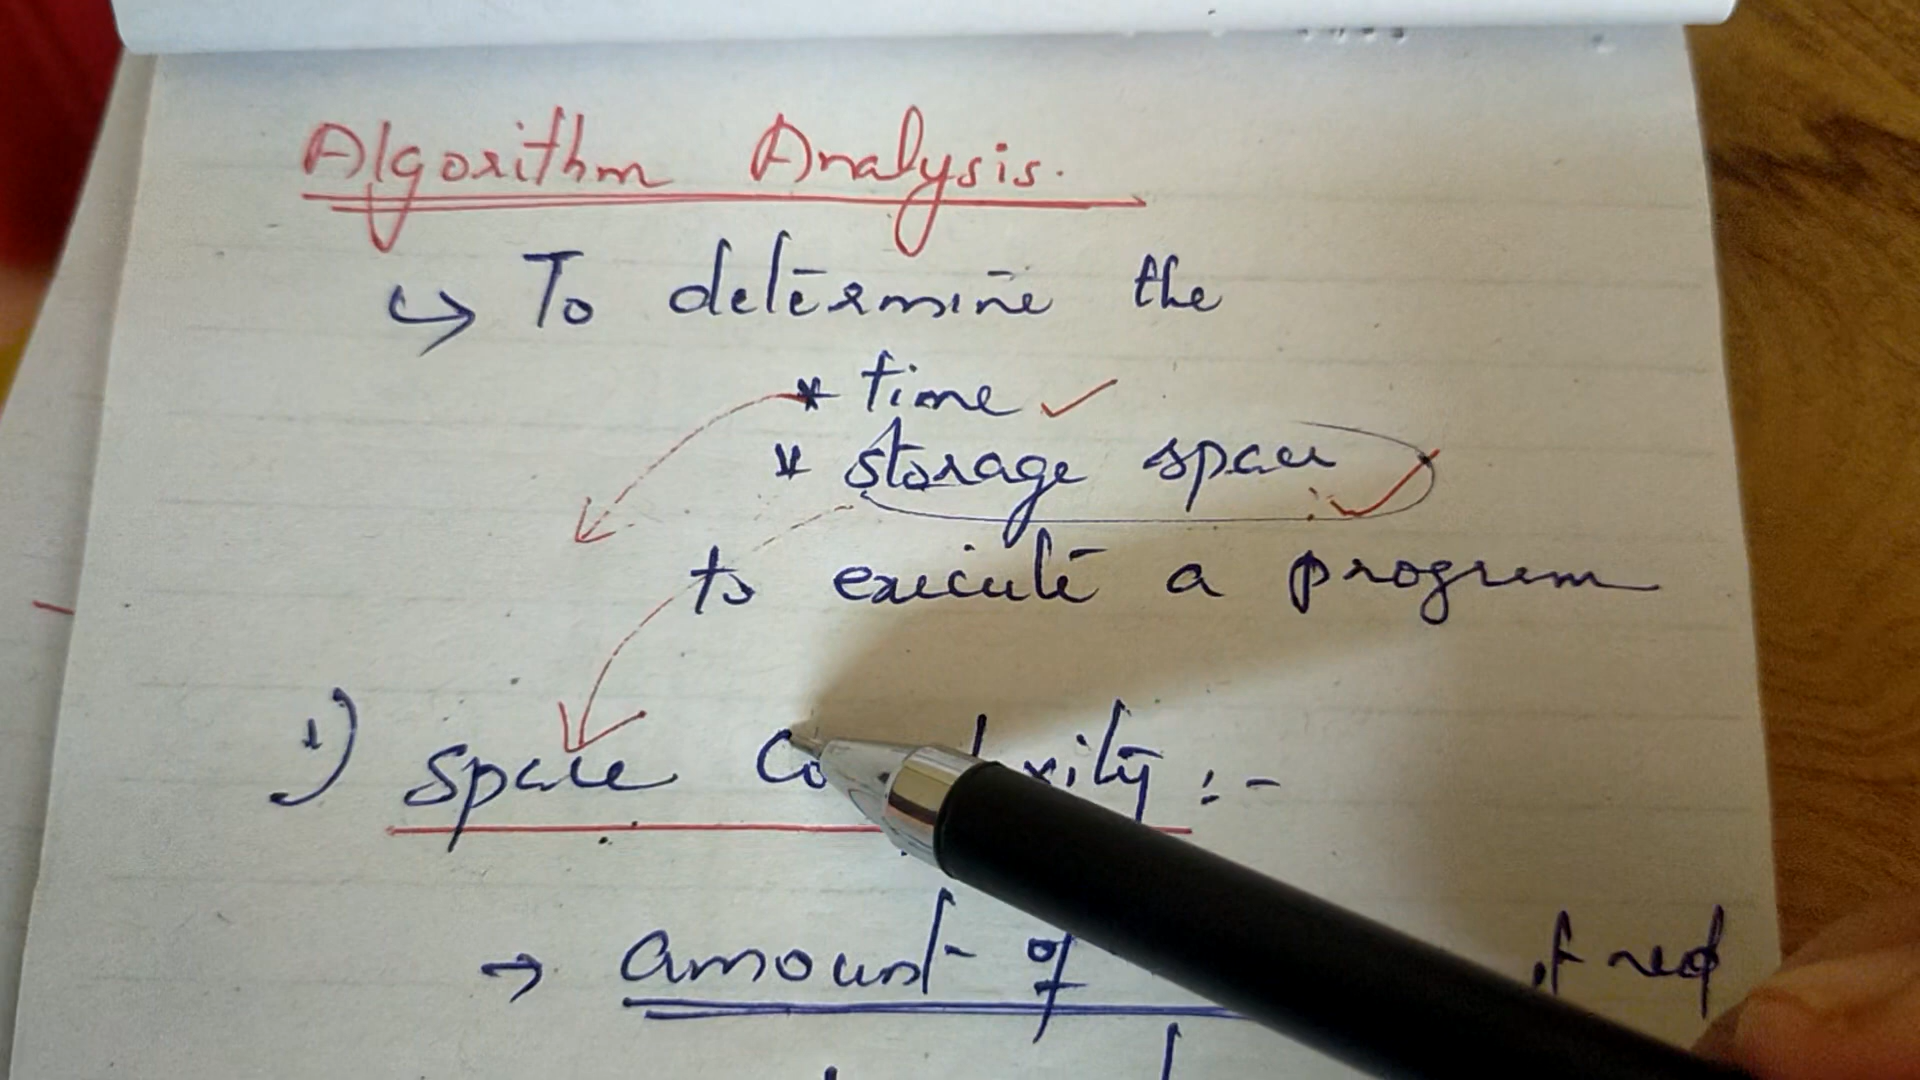 Algorithm Analysis.
↪ To determine the
* time ✓
* storage space ✓
to execute a program
1) space :-
→ amount of